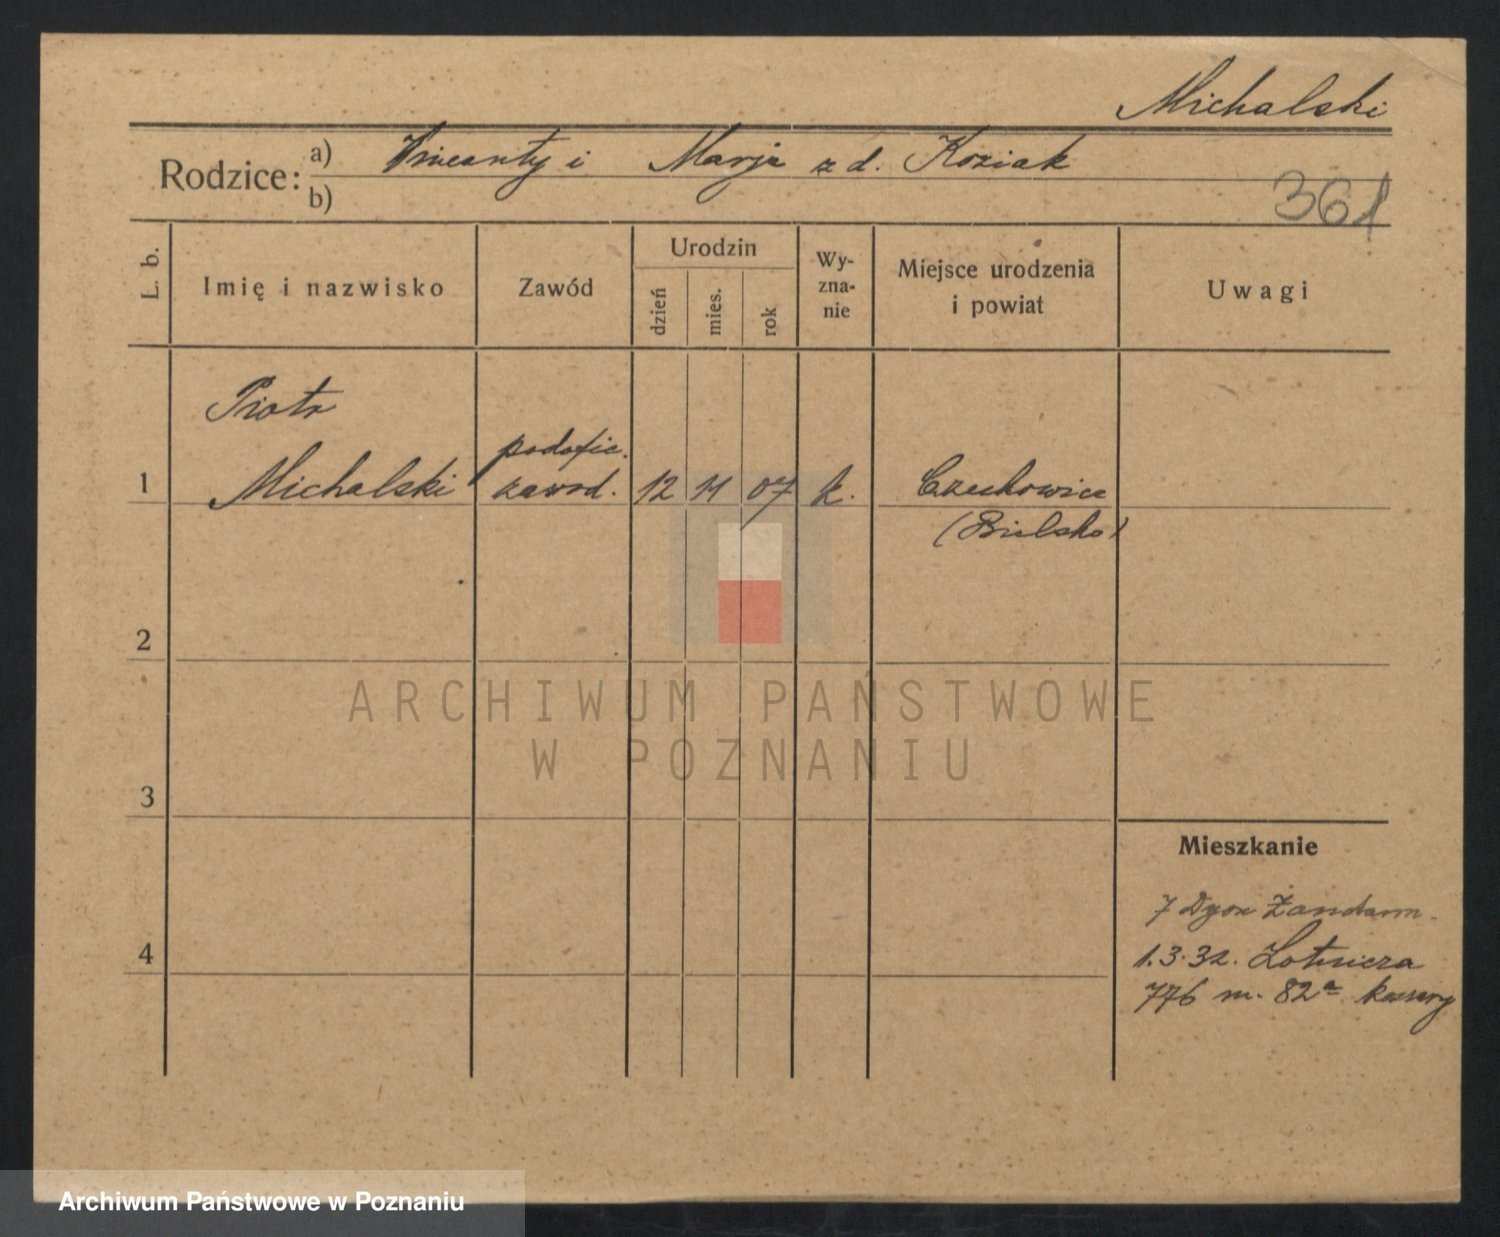 Michalski
Rodzice:
a) Wincenty i Marja z d. Koziak
b)
361
L. b.
Imię i nazwisko
Zawód
Urodzin
dzień
mies.
rok
Wy-
zna-
nie
Miejsce urodzenia
i powiat
Uwagi
Piotr
podofic.
1 Michalski zawod. 12 11 07 k. Czechowice
(Bielsko)
2
ARCHIWUM PAŃSTWOWE
W POZNANIU
3
Mieszkanie
7 Dyon Żandarm.
4
1.3.32. Lotnicza
776 m. 82a koszary
Archiwum Państwowe w Poznaniu